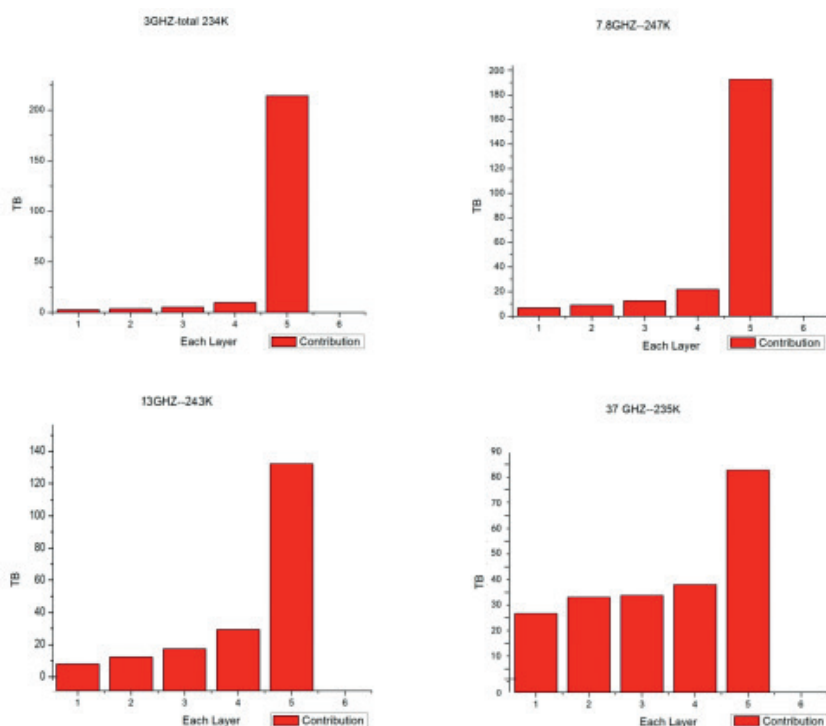 3GHZ-total 234K
200
150
100
50
0
TB
1 2 3 4 5 6
Each Layer
Contribution
7.8GHZ--247K
200
180
160
140
120
100
80
60
40
20
0
TB
1 2 3 4 5 6
Each Layer
Contribution
13GHZ--243K
140
130
100
80
60
40
20
0
TB
1 2 3 4 5 6
Each Layer
Contribution
37 GHZ--235K
90
80
70
60
50
40
30
20
10
0
TB
1 2 3 4 5 6
Each Layer
Contribution